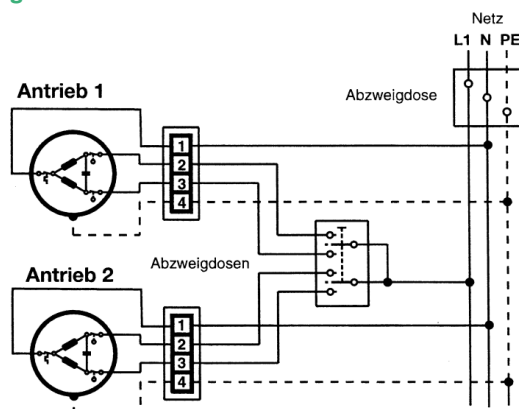 g
Netz
L1 N PE
Abzweigdose
Antrieb 1
1
2
3
4
Abzweigdosen
Antrieb 2
1
2
3
4